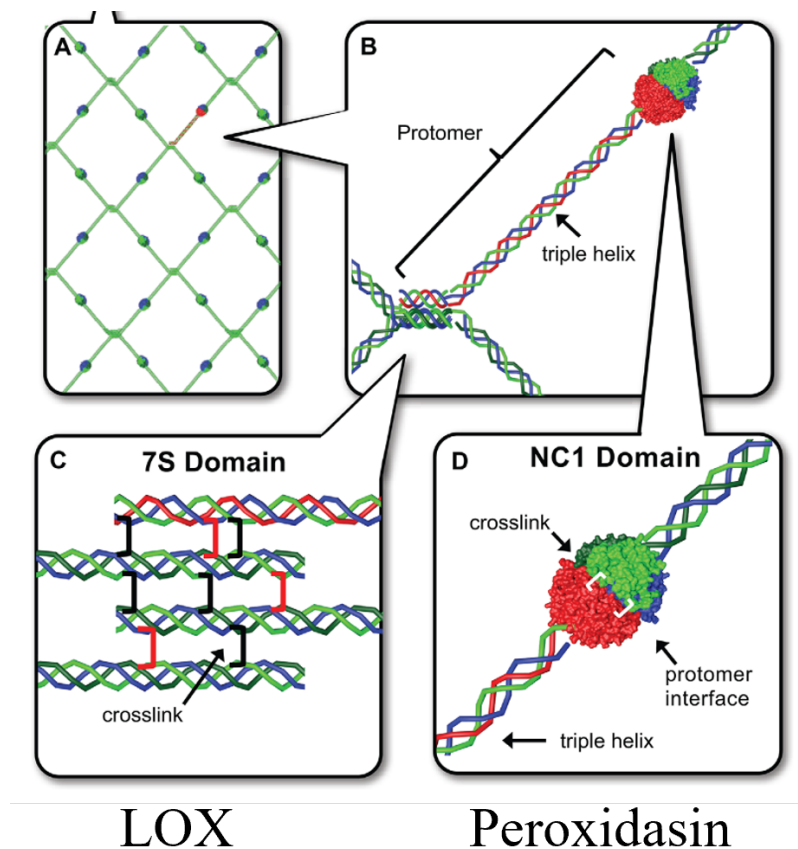 A
B
Protomer
triple helix
C
7S Domain
crosslink
D
NC1 Domain
crosslink
protomer
interface
triple helix
LOX
Peroxidasin